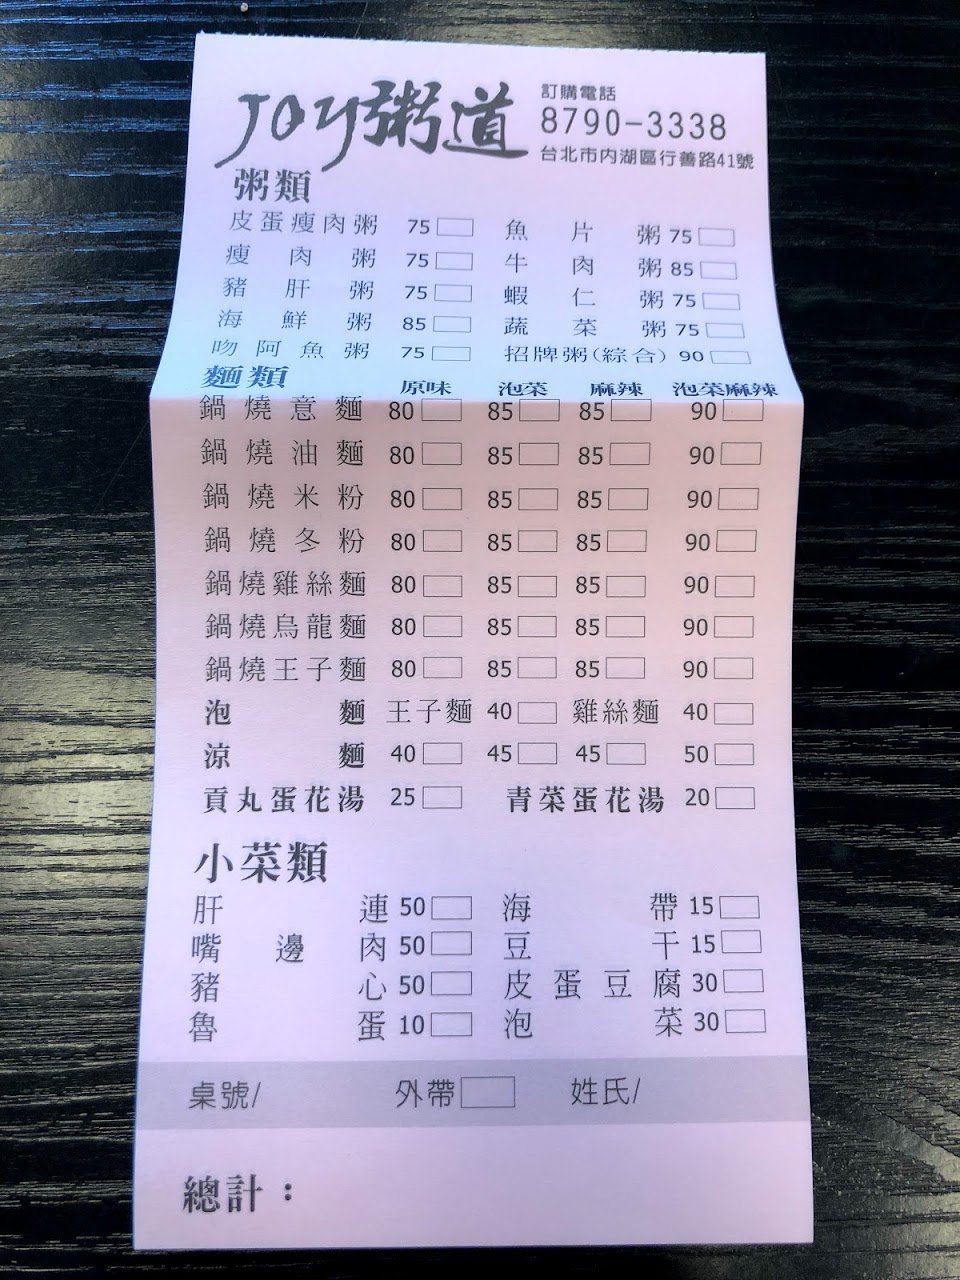 JOY粥道
訂購電話
8790-3338
台北市内湖區行善路41號
粥類
皮蛋瘦肉粥 75 魚片粥 75
瘦肉粥 75 牛肉粥 85
豬肝粥 75 蝦仁粥 75
海鮮粥 85 蔬菜粥 75
吻阿魚粥 75 招牌粥(綜合) 90
麵類 原味 泡菜 麻辣 泡菜麻辣
鍋燒意麵 80 85 85 90
鍋燒油麵 80 85 85 90
鍋燒米粉 80 85 85 90
鍋燒冬粉 80 85 85 90
鍋燒雞絲麵 80 85 85 90
鍋燒烏龍麵 80 85 85 90
鍋燒王子麵 80 85 85 90
泡麵 王子麵 40 雞絲麵 40
涼麵 40 45 45 50
貢丸蛋花湯 25 青菜蛋花湯 20
小菜類
肝連 50 海帶 15
嘴邊肉 50 豆干 15
豬心 50 皮蛋豆腐 30
魯蛋 10 泡菜 30
桌號/ 外帶 姓氏/
總計：